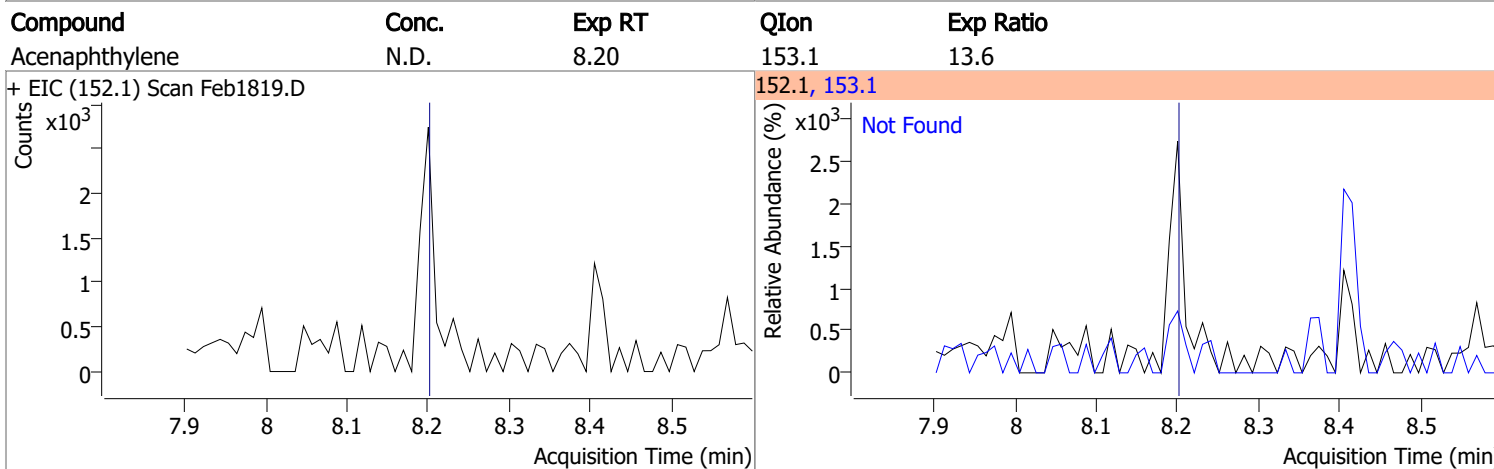 Compound Conc. Exp RT QIon Exp Ratio
Acenaphthylene N.D. 8.20 153.1 13.6
+ EIC (152.1) Scan Feb1819.D
Counts
x10³
2
1.5
1
0.5
0
7.9 8 8.1 8.2 8.3 8.4 8.5
Acquisition Time (min)
152.1, 153.1
Relative Abundance (%)
x10³
Not Found
2.5
2
1.5
1
0.5
0
7.9 8 8.1 8.2 8.3 8.4 8.5
Acquisition Time (min